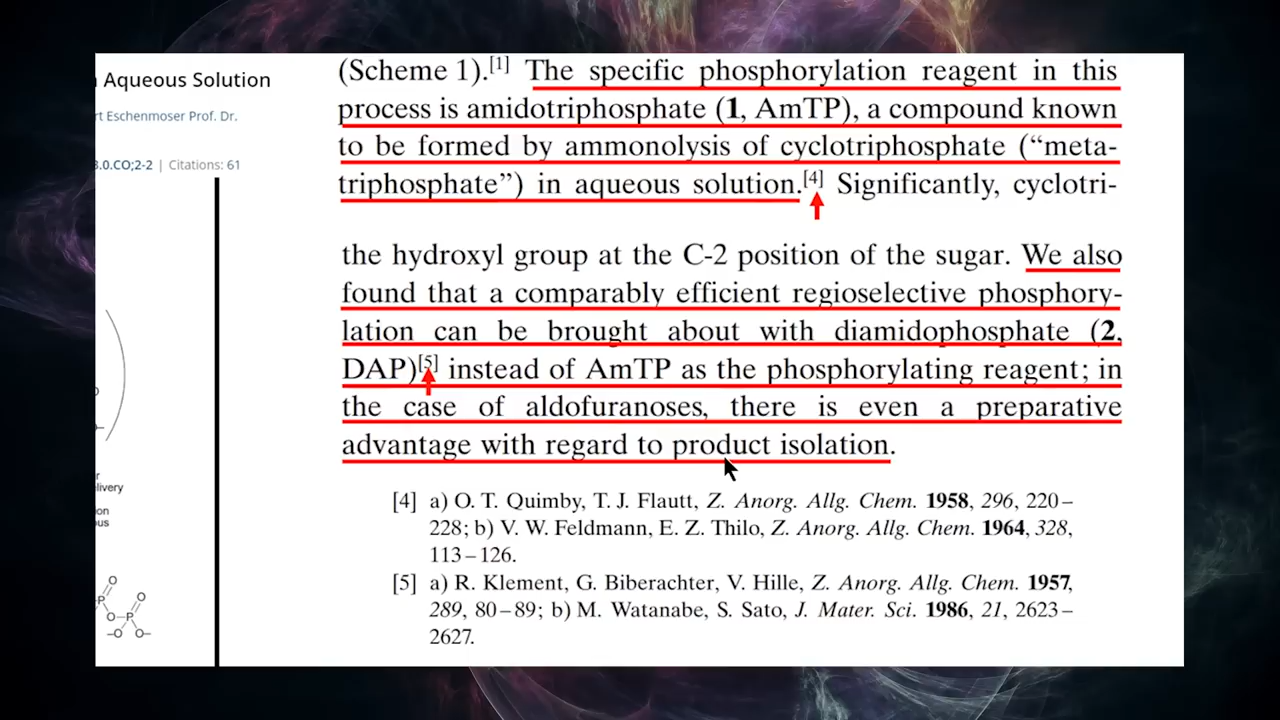 Aqueous Solution
rt Eschenmoser Prof. Dr.
3.0.CO;2-2 | Citations: 61
livery
on
ous
(Scheme 1).[1] The specific phosphorylation reagent in this
process is amidotriphosphate (1, AmTP), a compound known
to be formed by ammonolysis of cyclotriphosphate (“meta-
triphosphate”) in aqueous solution.[4] Significantly, cyclotri-
the hydroxyl group at the C-2 position of the sugar. We also
found that a comparably efficient regioselective phosphory-
lation can be brought about with diamidophosphate (2,
DAP)[5] instead of AmTP as the phosphorylating reagent; in
the case of aldofuranoses, there is even a preparative
advantage with regard to product isolation.
[4] a) O. T. Quimby, T. J. Flautt, Z. Anorg. Allg. Chem. 1958, 296, 220–
228; b) V. W. Feldmann, E. Z. Thilo, Z. Anorg. Allg. Chem. 1964, 328,
113–126.
[5] a) R. Klement, G. Biberachter, V. Hille, Z. Anorg. Allg. Chem. 1957,
289, 80–89; b) M. Watanabe, S. Sato, J. Mater. Sci. 1986, 21, 2623–
2627.